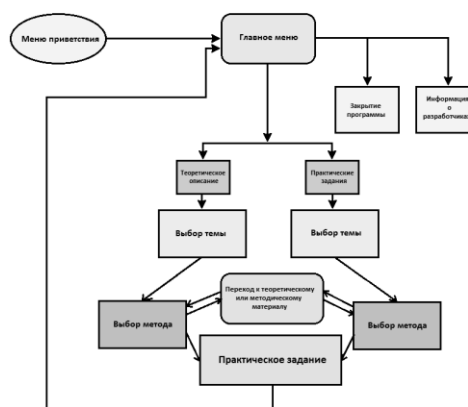 Меню приветствия
Главное меню
Закрытие
программы
Информация
о
разработчиках
Теоретическое
описание
Практические
задания
Выбор темы
Выбор темы
Переход к теоретическому
или методическому
материалу
Выбор метода
Выбор метода
Практическое задание